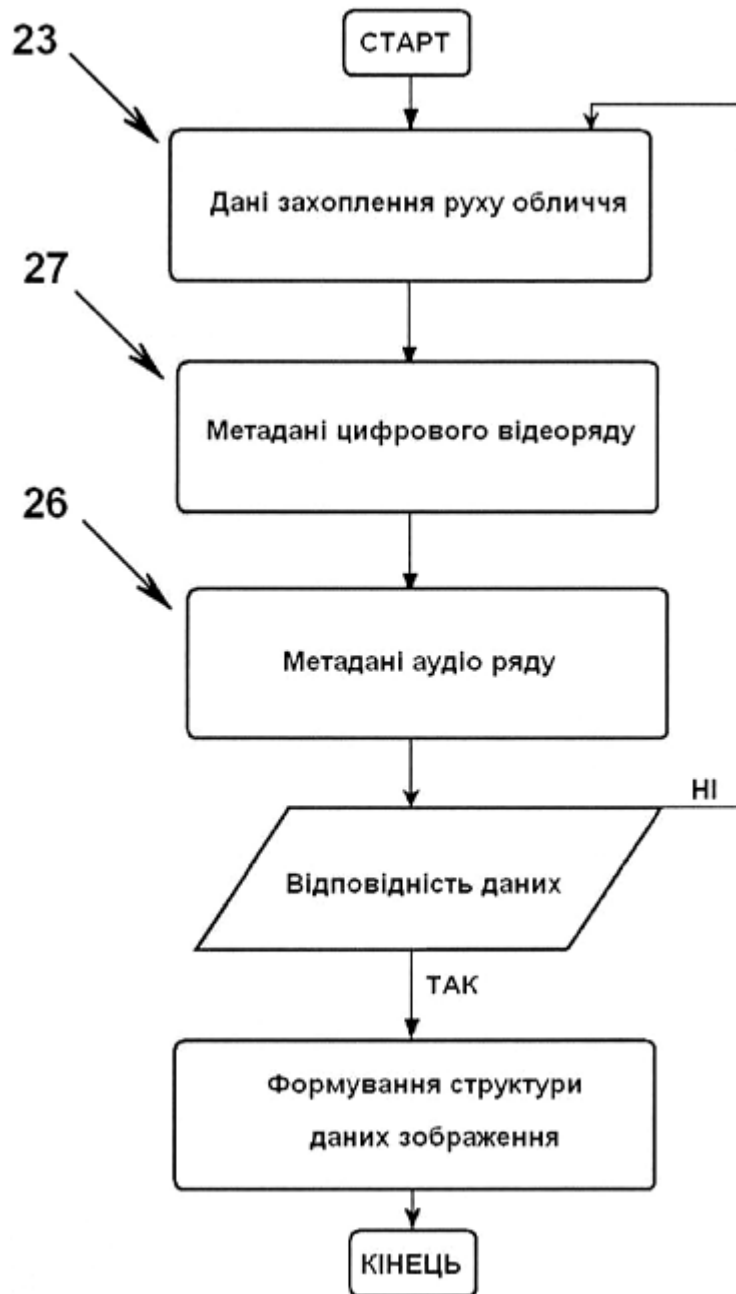 23
СТАРТ
Дані захоплення руху обличчя
27
Метадані цифрового відеоряду
26
Метадані аудіо ряду
НІ
Відповідність даних
ТАК
Формування структури
даних зображення
КІНЕЦЬ